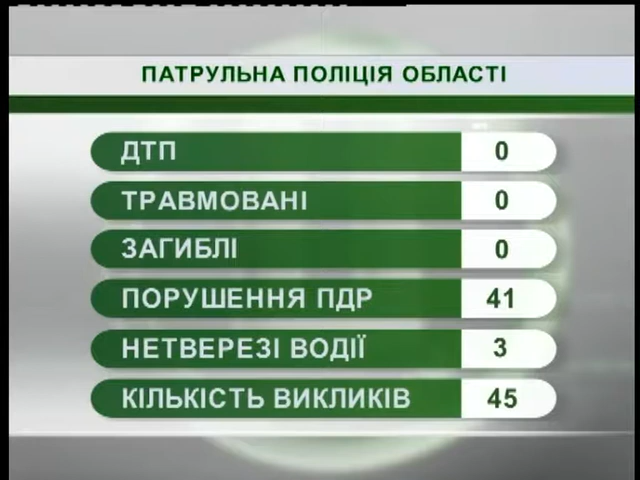 ПАТРУЛЬНА ПОЛІЦІЯ ОБЛАСТІ
ДТП 0
ТРАВМОВАНІ 0
ЗАГИБЛІ 0
ПОРУШЕННЯ ПДР 41
НЕТВЕРЕЗІ ВОДІЇ 3
КІЛЬКІСТЬ ВИКЛИКІВ 45